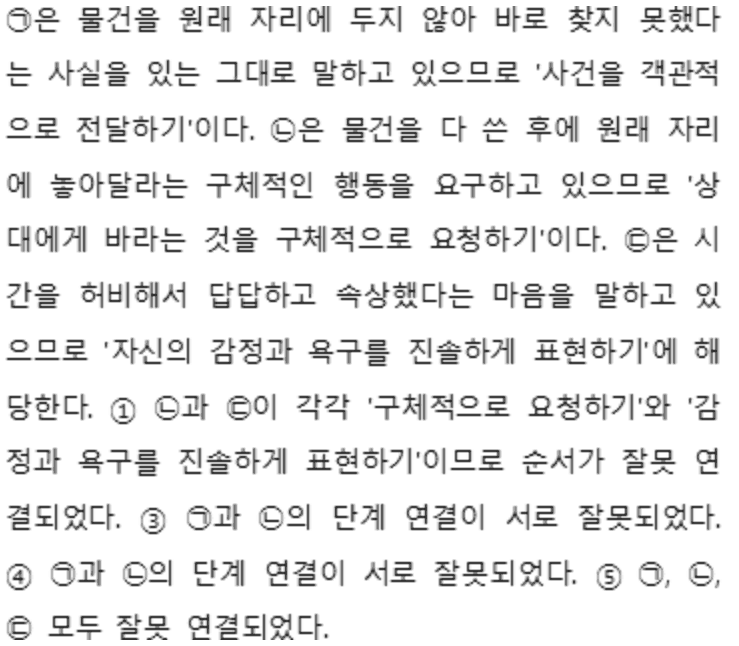 ㉠은 물건을 원래 자리에 두지 않아 바로 찾지 못했다
는 사실을 있는 그대로 말하고 있으므로 '사건을 객관적
으로 전달하기'이다. ㉡은 물건을 다 쓴 후에 원래 자리
에 놓아달라는 구체적인 행동을 요구하고 있으므로 '상
대에게 바라는 것을 구체적으로 요청하기'이다. ㉢은 시
간을 허비해서 답답하고 속상했다는 마음을 말하고 있
으므로 '자신의 감정과 욕구를 진솔하게 표현하기'에 해
당한다. ① ㉡과 ㉢이 각각 '구체적으로 요청하기'와 '감
정과 욕구를 진솔하게 표현하기'이므로 순서가 잘못 연
결되었다. ③ ㉠과 ㉡의 단계 연결이 서로 잘못되었다.
④ ㉠과 ㉡의 단계 연결이 서로 잘못되었다. ⑤ ㉠, ㉡,
㉢ 모두 잘못 연결되었다.